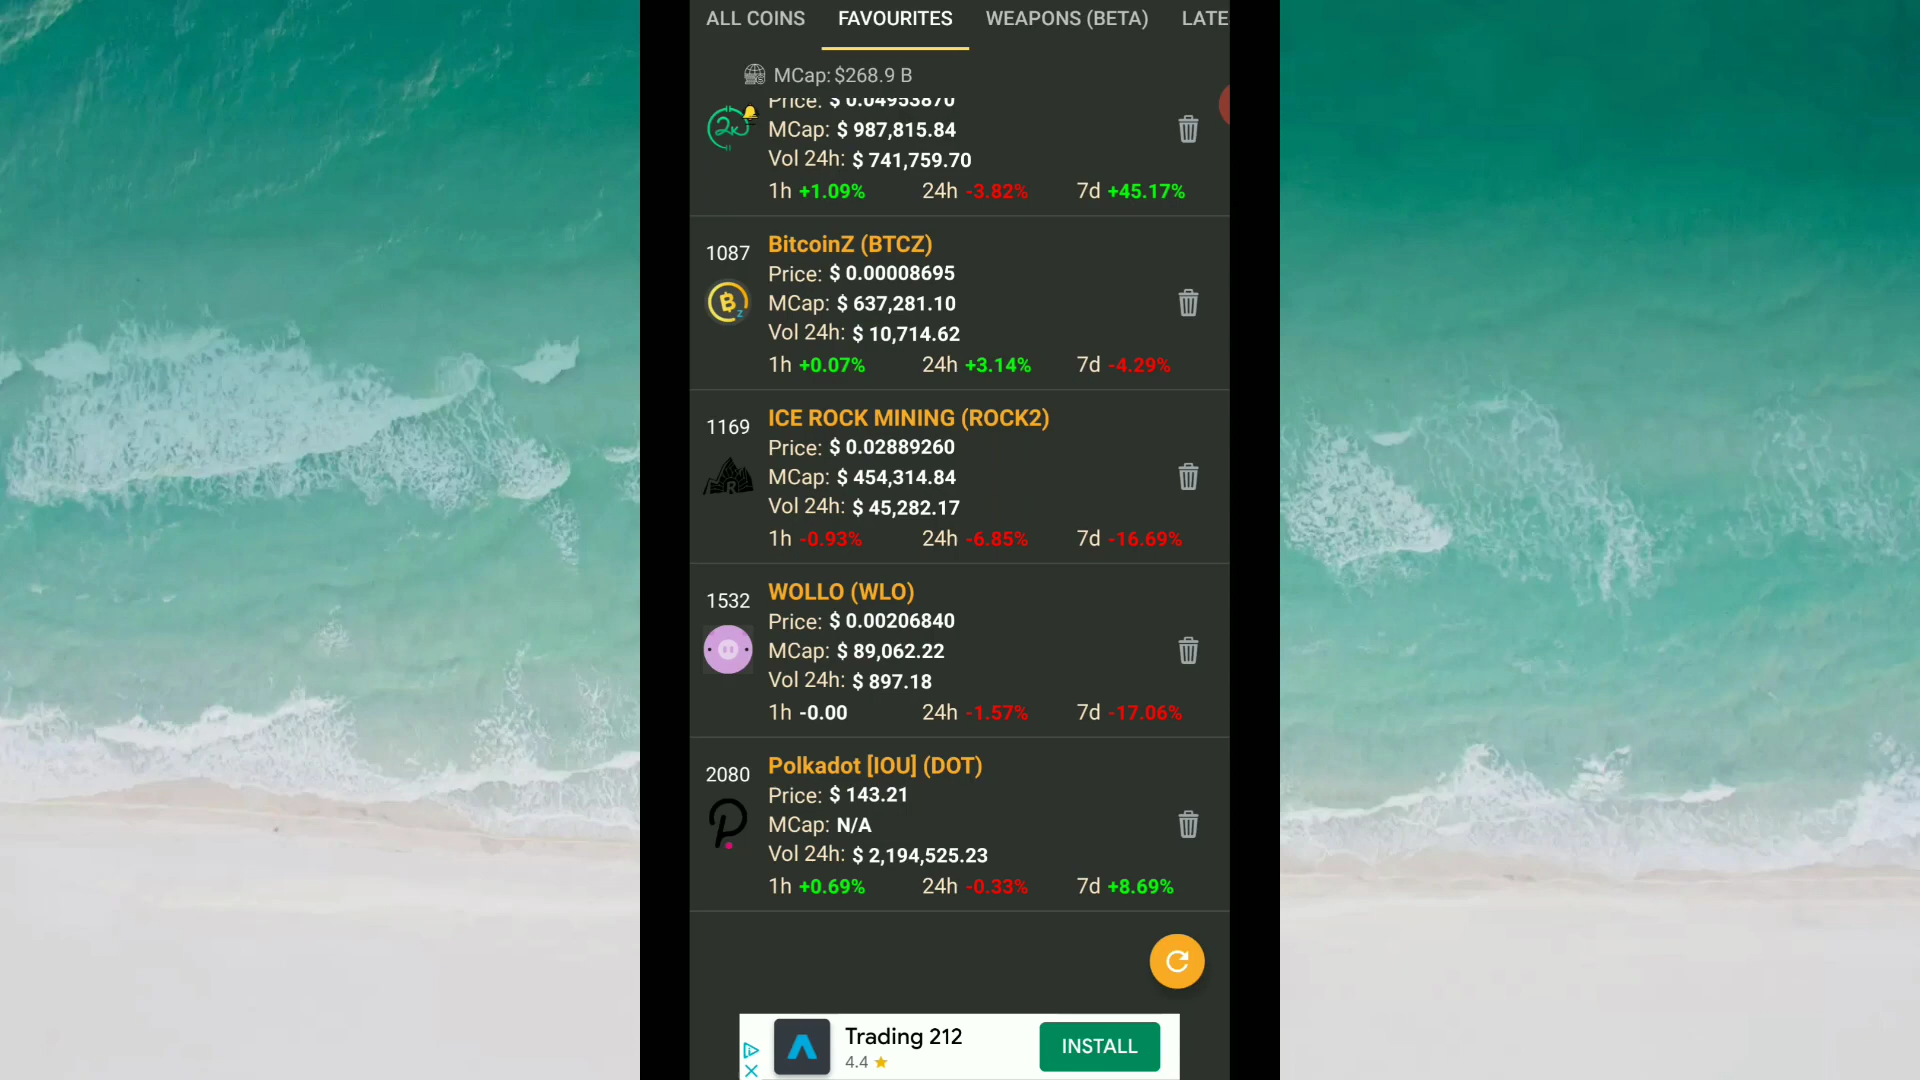 ALL COINS FAVOURITES WEAPONS (BETA) LATE
MCap: $268.9 B
Price: $ 0.04953870
MCap: $ 987,815.84
Vol 24h: $ 741,759.70
1h +1.09% 24h -3.82% 7d +45.17%
1087
BitcoinZ (BTCZ)
Price: $ 0.00008695
MCap: $ 637,281.10
Vol 24h: $ 10,714.62
1h +0.07% 24h +3.14% 7d -4.29%
1169
ICE ROCK MINING (ROCK2)
Price: $ 0.02889260
MCap: $ 454,314.84
Vol 24h: $ 45,282.17
1h -0.93% 24h -6.85% 7d -16.69%
1532
WOLLO (WLO)
Price: $ 0.00206840
MCap: $ 89,062.22
Vol 24h: $ 897.18
1h -0.00 24h -1.57% 7d -17.06%
2080
Polkadot [IOU] (DOT)
Price: $ 143.21
MCap: N/A
Vol 24h: $ 2,194,525.23
1h +0.69% 24h -0.33% 7d +8.69%
Trading 212
4.4
INSTALL